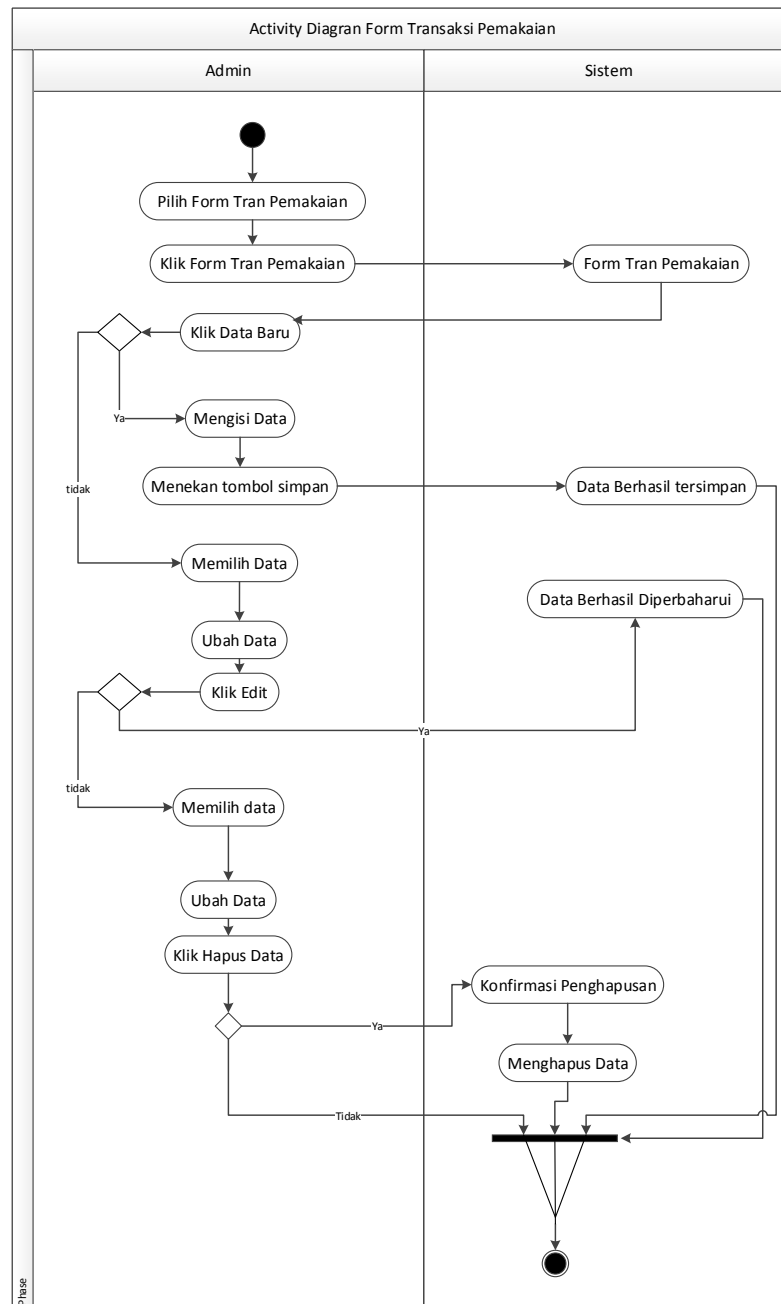 Activity Diagran Form Transaksi Pemakaian
Admin
Sistem
Pilih Form Tran Pemakaian
Klik Form Tran Pemakaian
Form Tran Pemakaian
Klik Data Baru
Ya
Mengisi Data
tidak
Menekan tombol simpan
Data Berhasil tersimpan
Memilih Data
Data Berhasil Diperbaharui
Ubah Data
Klik Edit
Ya
tidak
Memilih data
Ubah Data
Klik Hapus Data
Konfirmasi Penghapusan
Ya
Menghapus Data
Tidak
Phase